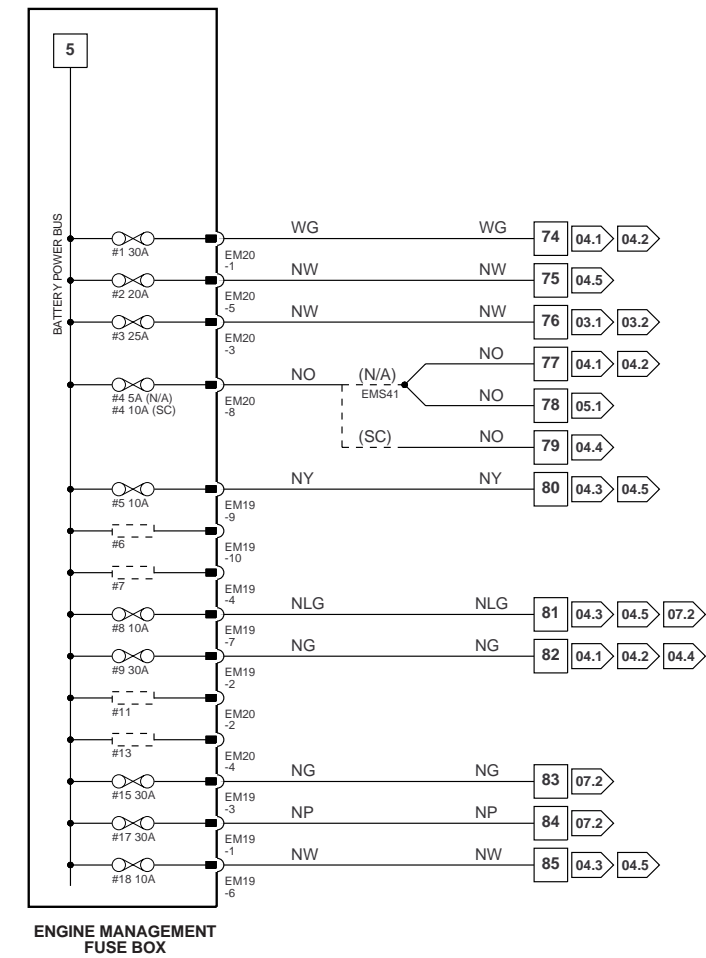 5
BATTERY POWER BUS
#1 30A
EM20
-1
WG WG 74 04.1 04.2
#2 20A
EM20
-5
NW NW 75 04.5
#3 25A
EM20
-3
NW NW 76 03.1 03.2
NO 77 04.1 04.2
#4 5A (N/A)
#4 10A (SC)
EM20
-8
NO (N/A)
EMS41
NO 78 05.1
(SC) NO 79 04.4
#5 10A
EM19
-9
NY NY 80 04.3 04.5
#6
EM19
-10
#7
EM19
-4
#8 10A
EM19
-7
NLG NLG 81 04.3 04.5 07.2
#9 30A
EM19
-2
NG NG 82 04.1 04.2 04.4
#11
EM20
-2
#13
EM20
-4
#15 30A
EM19
-3
NG NG 83 07.2
#17 30A
EM19
-1
NP NP 84 07.2
#18 10A
EM19
-6
NW NW 85 04.3 04.5
ENGINE MANAGEMENT
FUSE BOX